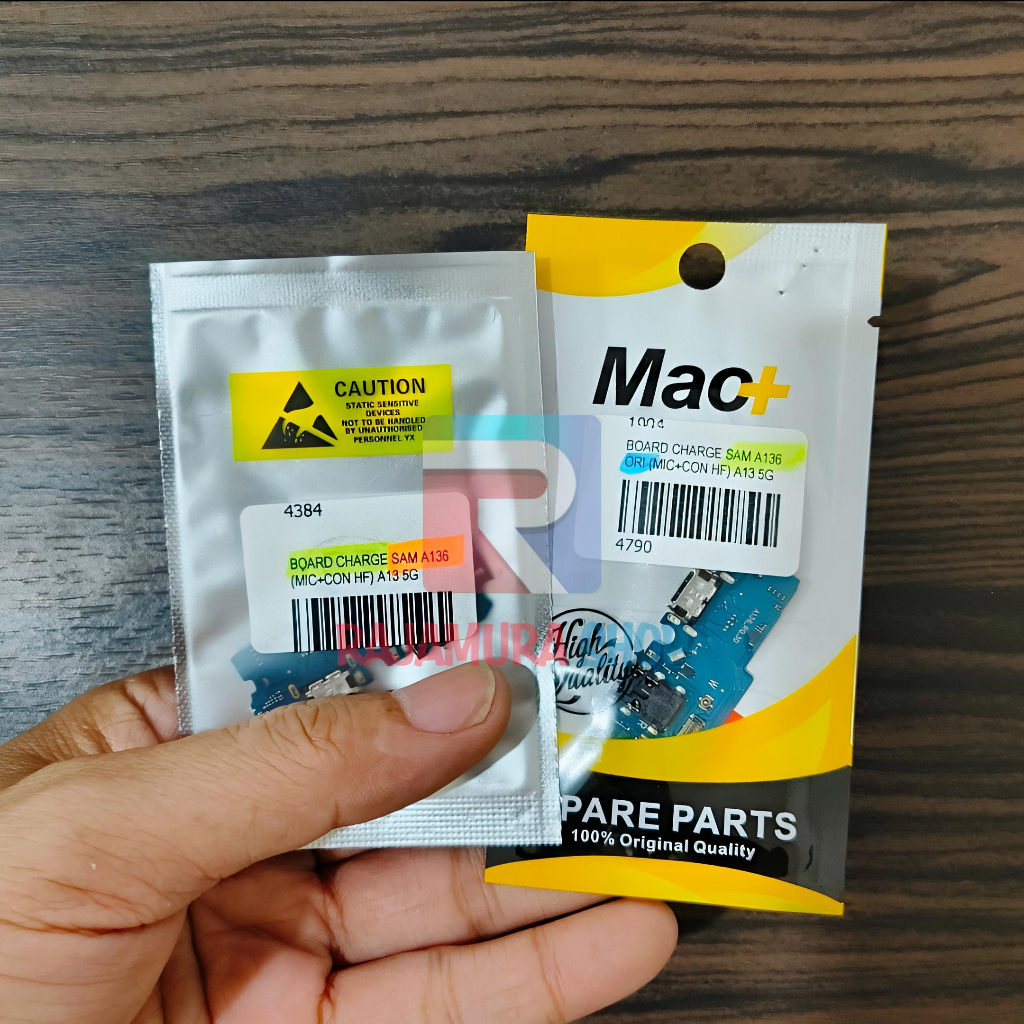 CAUTION
STATIC SENSITIVE
DEVICES
NOT TO BE HANDLED
BY UNAUTHORISED
PERSONNEL YX
4384
BOARD CHARGE SAM A136
(MIC+CON HF) A13 5G
Mac+
BOARD CHARGE SAM A136
ORI (MIC+CON HF) A13 5G
4790
R
RAJAMURA SHOP
High
Quality
PARE PARTS
100% Original Quality